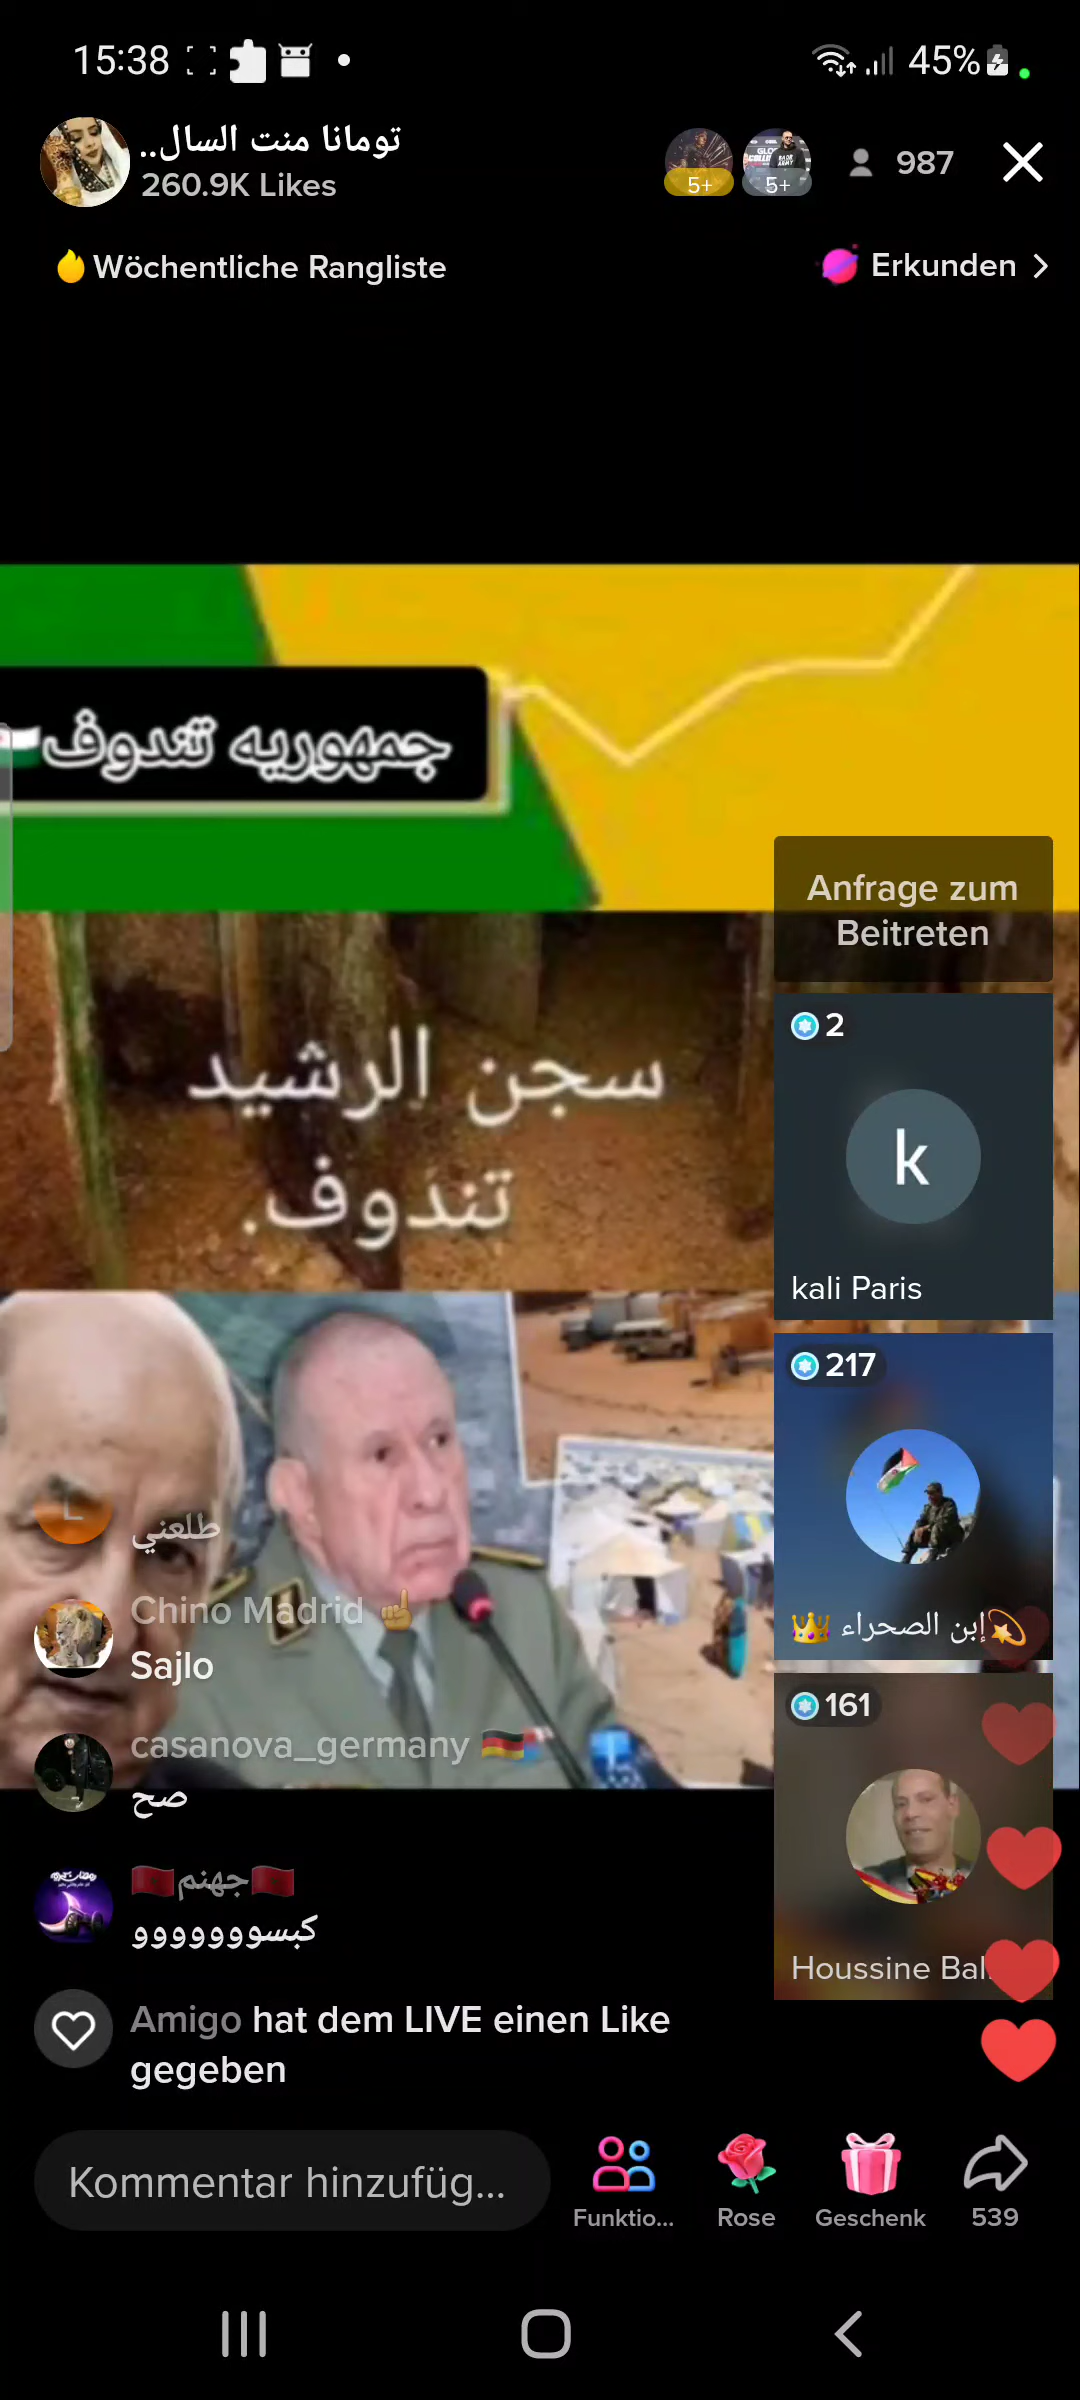 15:38
45%
تومانا منت السال..
260.9K Likes
5+
5+
987
Wöchentliche Rangliste
Erkunden
جمهوريه تندوف
Anfrage zum
Beitreten
سجن الرشيد
تندوف.
2
k
kali Paris
217
إبن الصحراء
161
Houssine Bal
L
طلعني
Chino Madrid
Sajlo
casanova_germany
صح
جهنم
كبسووووووو
Amigo hat dem LIVE einen Like
gegeben
Kommentar hinzufüg...
Funktio...
Rose
Geschenk
539